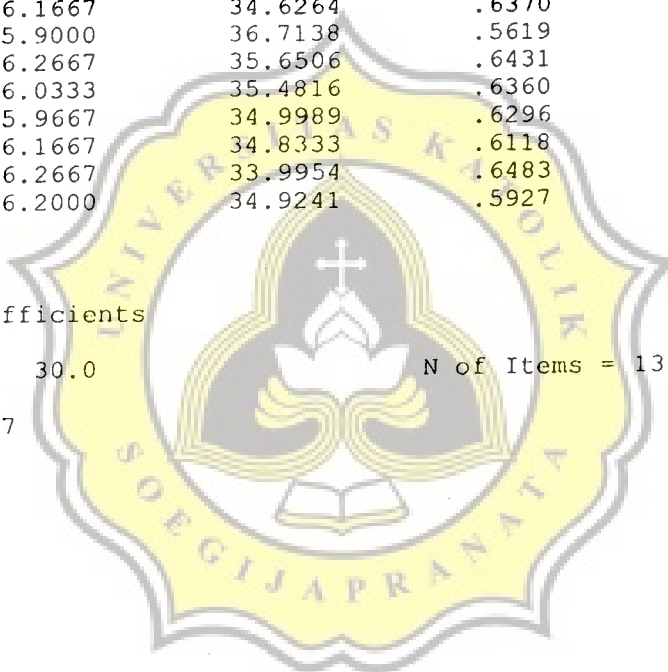 6.1667 34.6264 .6370
5.9000 36.7138 .5619
6.2667 35.6506 .6431
6.0333 35.4816 .6360
5.9667 34.9989 .6296
6.1667 34.8333 .6118
6.2667 33.9954 .6483
6.2000 34.9241 .5927
fficients
30.0 N of Items = 13
7
UNIVERSITAS KATOLIK
SOEGIJAPRANATA